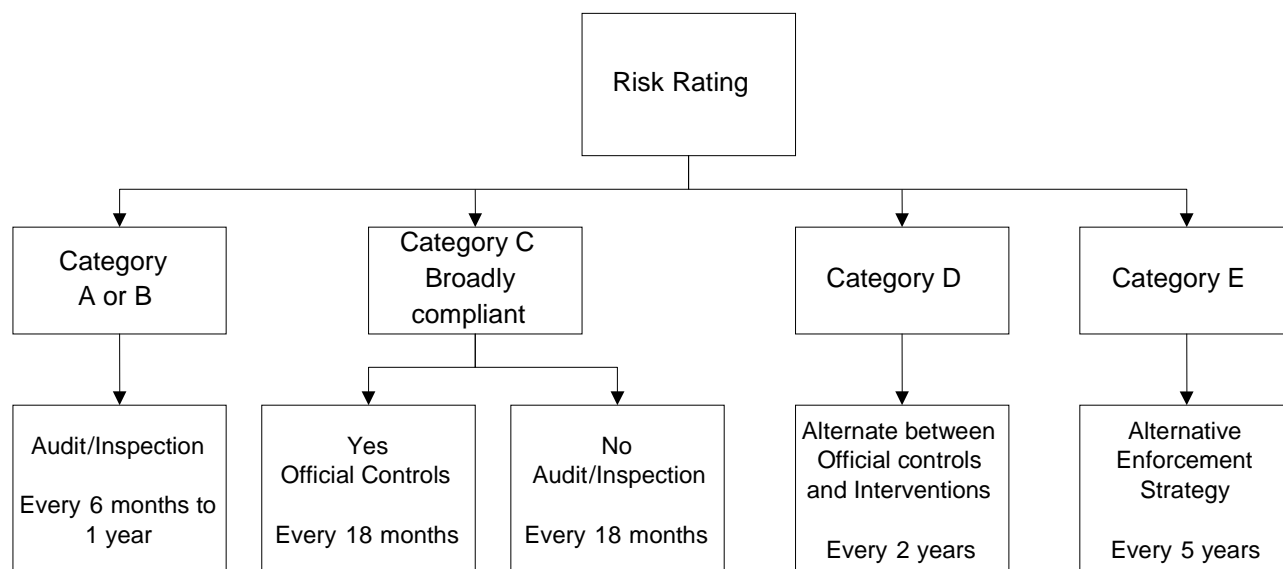 Risk Rating
Category
A or B
Category C
Broadly
compliant
Category D
Category E
Audit/Inspection
Every 6 months to
1 year
Yes
Official Controls
Every 18 months
No
Audit/Inspection
Every 18 months
Alternate between
Official controls
and Interventions
Every 2 years
Alternative
Enforcement
Strategy
Every 5 years